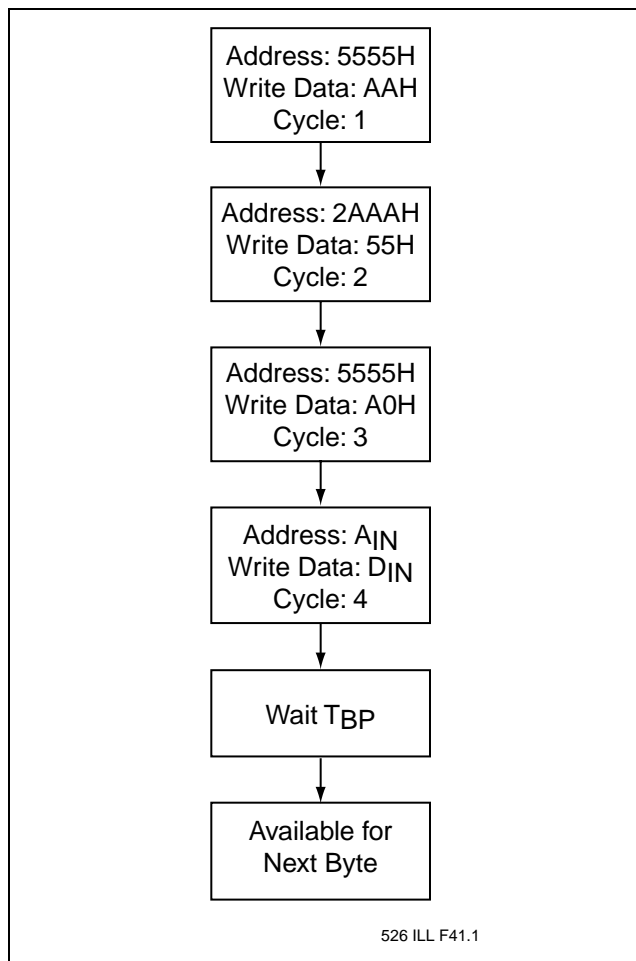 Address: 5555H
Write Data: AAH
Cycle: 1
Address: 2AAAH
Write Data: 55H
Cycle: 2
Address: 5555H
Write Data: A0H
Cycle: 3
Address: AIN
Write Data: DIN
Cycle: 4
Wait TBP
Available for
Next Byte
526 ILL F41.1